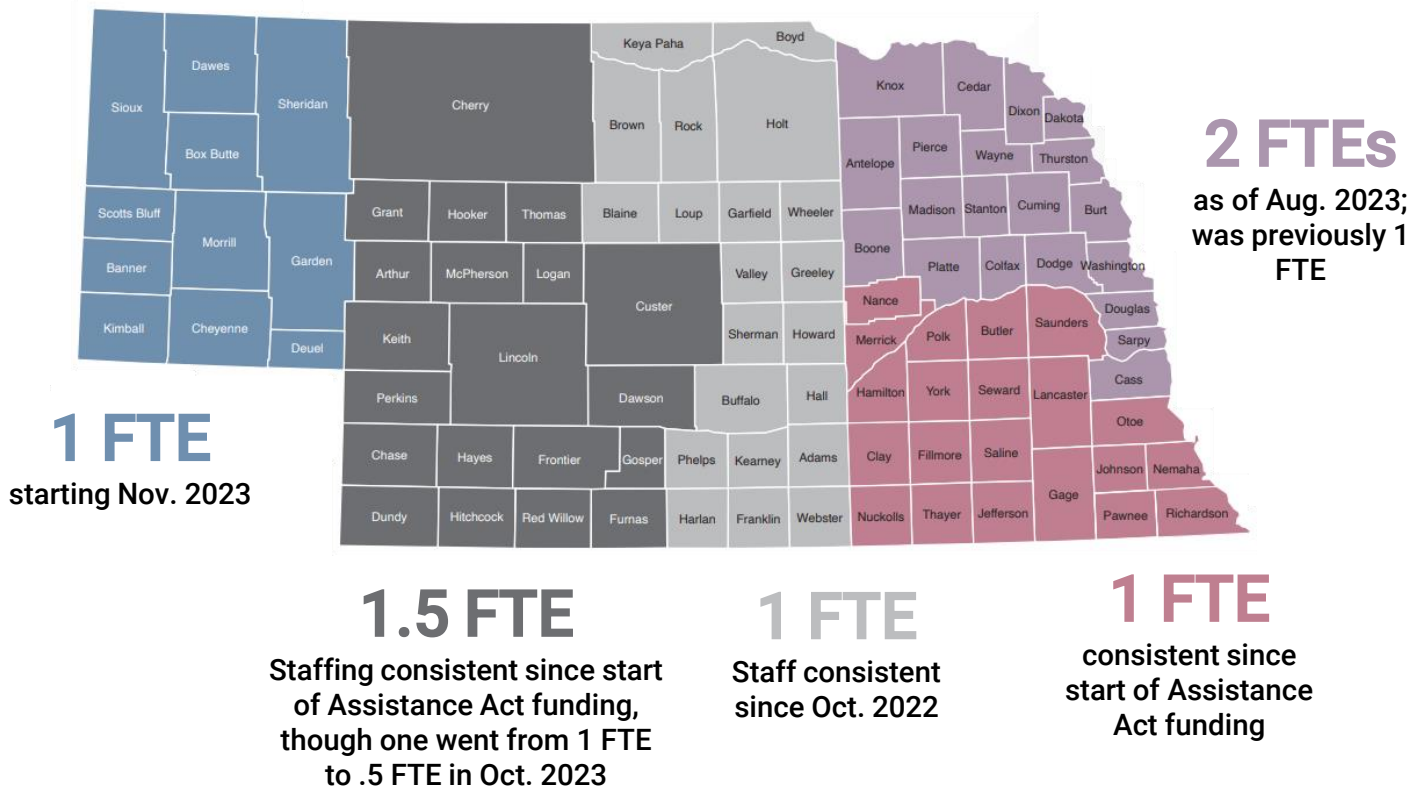 Keya Paha
Boyd
Dawes
Sioux
Sheridan
Cherry
Knox
Cedar
Dixon
Dakota
Brown
Rock
Holt
Box Butte
Antelope
Pierce
Wayne
Thurston
Scotts Bluff
Morrill
Grant
Hooker
Thomas
Blaine
Loup
Garfield
Wheeler
Madison
Stanton
Cuming
Burt
Banner
Garden
Arthur
McPherson
Logan
Custer
Valley
Greeley
Boone
Platte
Colfax
Dodge
Washington
Kimball
Cheyenne
Deuel
Keith
Lincoln
Sherman
Howard
Nance
Merrick
Polk
Butler
Saunders
Douglas
Sarpy
Cass
Perkins
Dawson
Buffalo
Hall
Hamilton
York
Seward
Lancaster
Otoe
Chase
Hayes
Frontier
Gosper
Phelps
Kearney
Adams
Clay
Fillmore
Saline
Gage
Johnson
Nemaha
Dundy
Hitchcock
Red Willow
Furnas
Harlan
Franklin
Webster
Nuckolls
Thayer
Jefferson
Pawnee
Richardson
2 FTEs
as of Aug. 2023;
was previously 1
FTE
1 FTE
starting Nov. 2023
1.5 FTE
Staffing consistent since start
of Assistance Act funding,
though one went from 1 FTE
to .5 FTE in Oct. 2023
1 FTE
Staff consistent
since Oct. 2022
1 FTE
consistent since
start of Assistance
Act funding